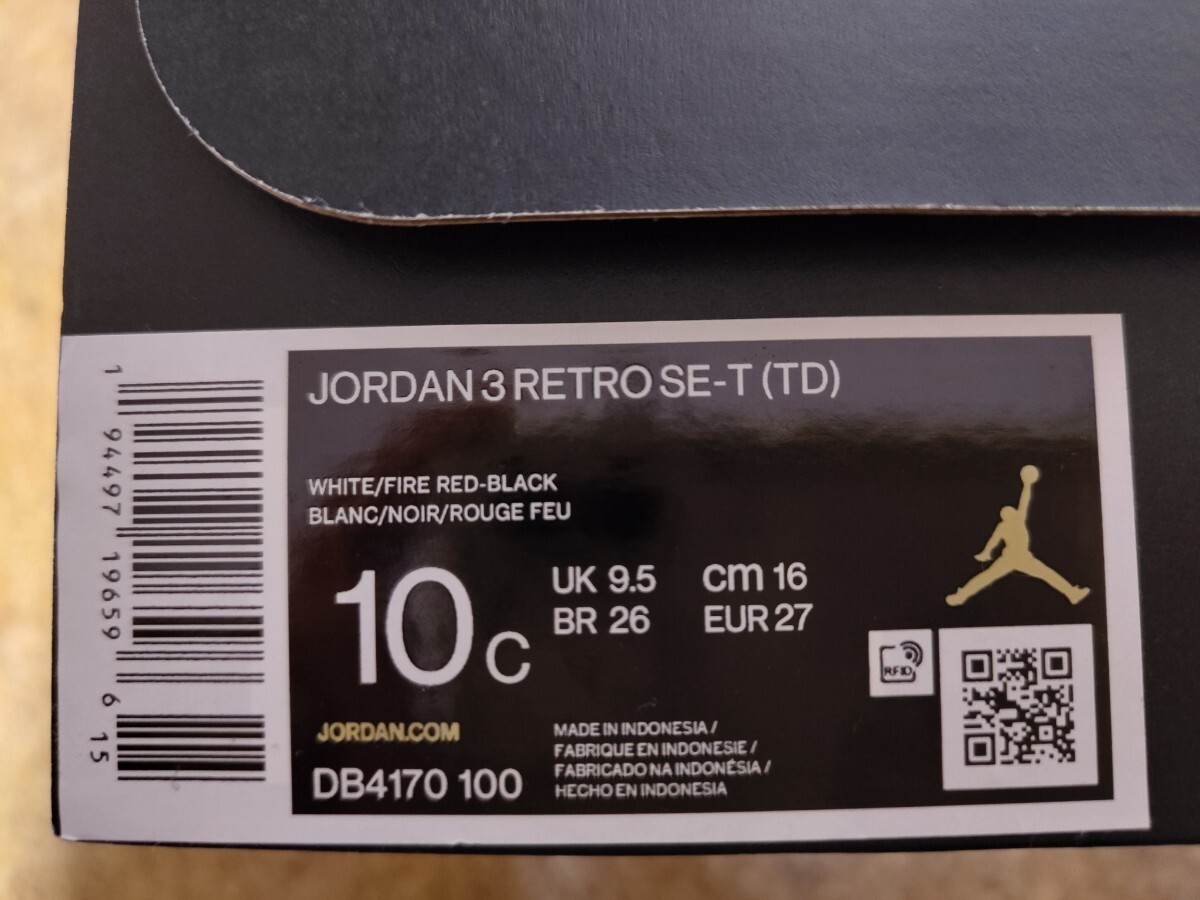 JORDAN 3 RETRO SE-T (TD)
WHITE/FIRE RED-BLACK
BLANC/NOIR/ROUGE FEU
10 C
UK 9.5 cm 16
BR 26 EUR 27
RFID
JORDAN.COM
DB4170 100
MADE IN INDONESIA /
FABRIQUE EN INDONESIE /
FABRICADO NA INDONÉSIA /
HECHO EN INDONESIA
1 94497 19659 6 15